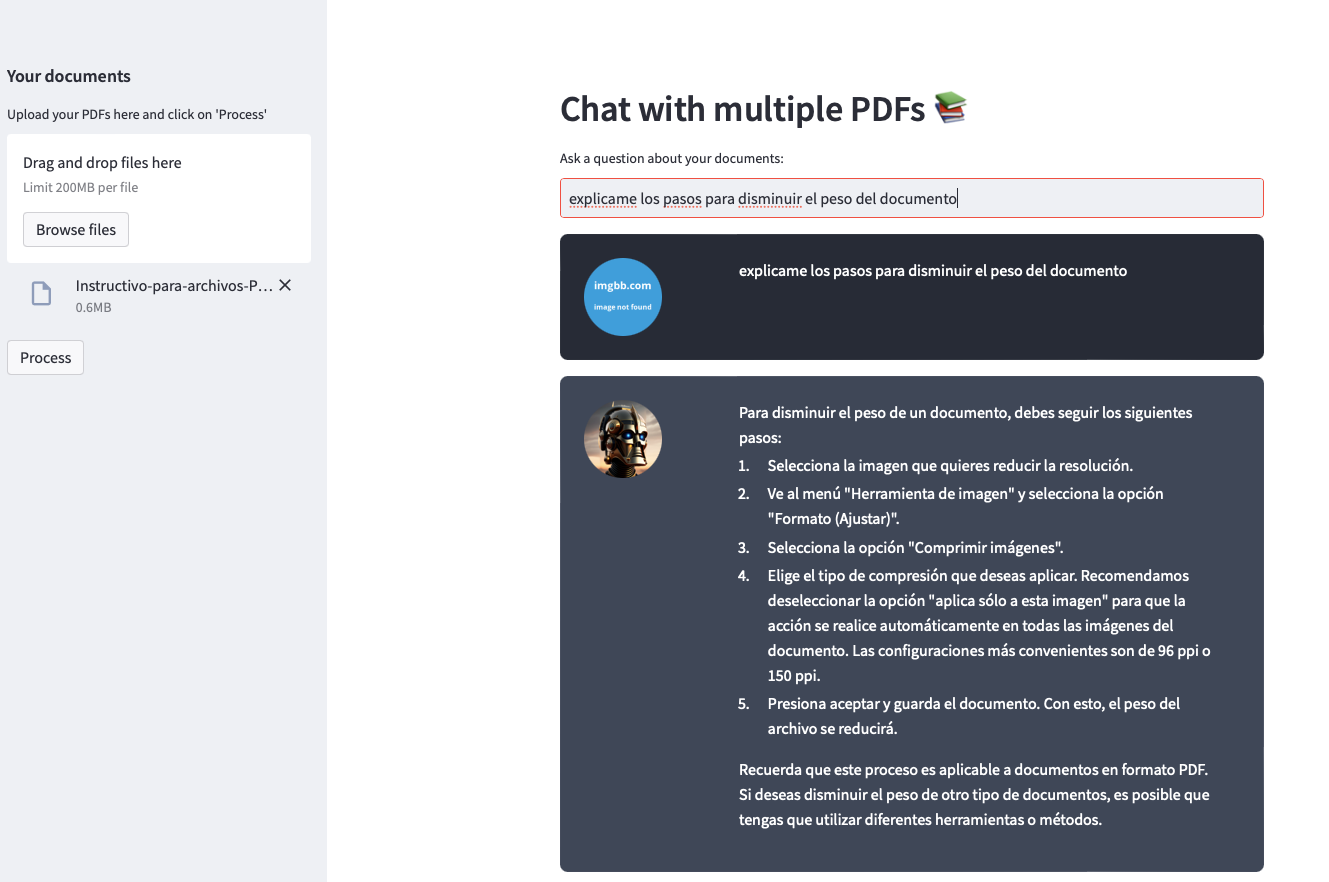 Your documents
Upload your PDFs here and click on 'Process'
Drag and drop files here
Limit 200MB per file
Browse files
Instructivo-para-archivos-P...
0.6MB
Process
Chat with multiple PDFs
Ask a question about your documents:
explicame los pasos para disminuir el peso del documento
imgbb.com
image not found
explicame los pasos para disminuir el peso del documento
Para disminuir el peso de un documento, debes seguir los siguientes
pasos:
1. Selecciona la imagen que quieres reducir la resolución.
2. Ve al menú "Herramienta de imagen" y selecciona la opción
"Formato (Ajustar)".
3. Selecciona la opción "Comprimir imágenes".
4. Elige el tipo de compresión que deseas aplicar. Recomendamos
deseleccionar la opción "aplica sólo a esta imagen" para que la
acción se realice automáticamente en todas las imágenes del
documento. Las configuraciones más convenientes son de 96 ppi o
150 ppi.
5. Presiona aceptar y guarda el documento. Con esto, el peso del
archivo se reducirá.
Recuerda que este proceso es aplicable a documentos en formato PDF.
Si deseas disminuir el peso de otro tipo de documentos, es posible que
tengas que utilizar diferentes herramientas o métodos.